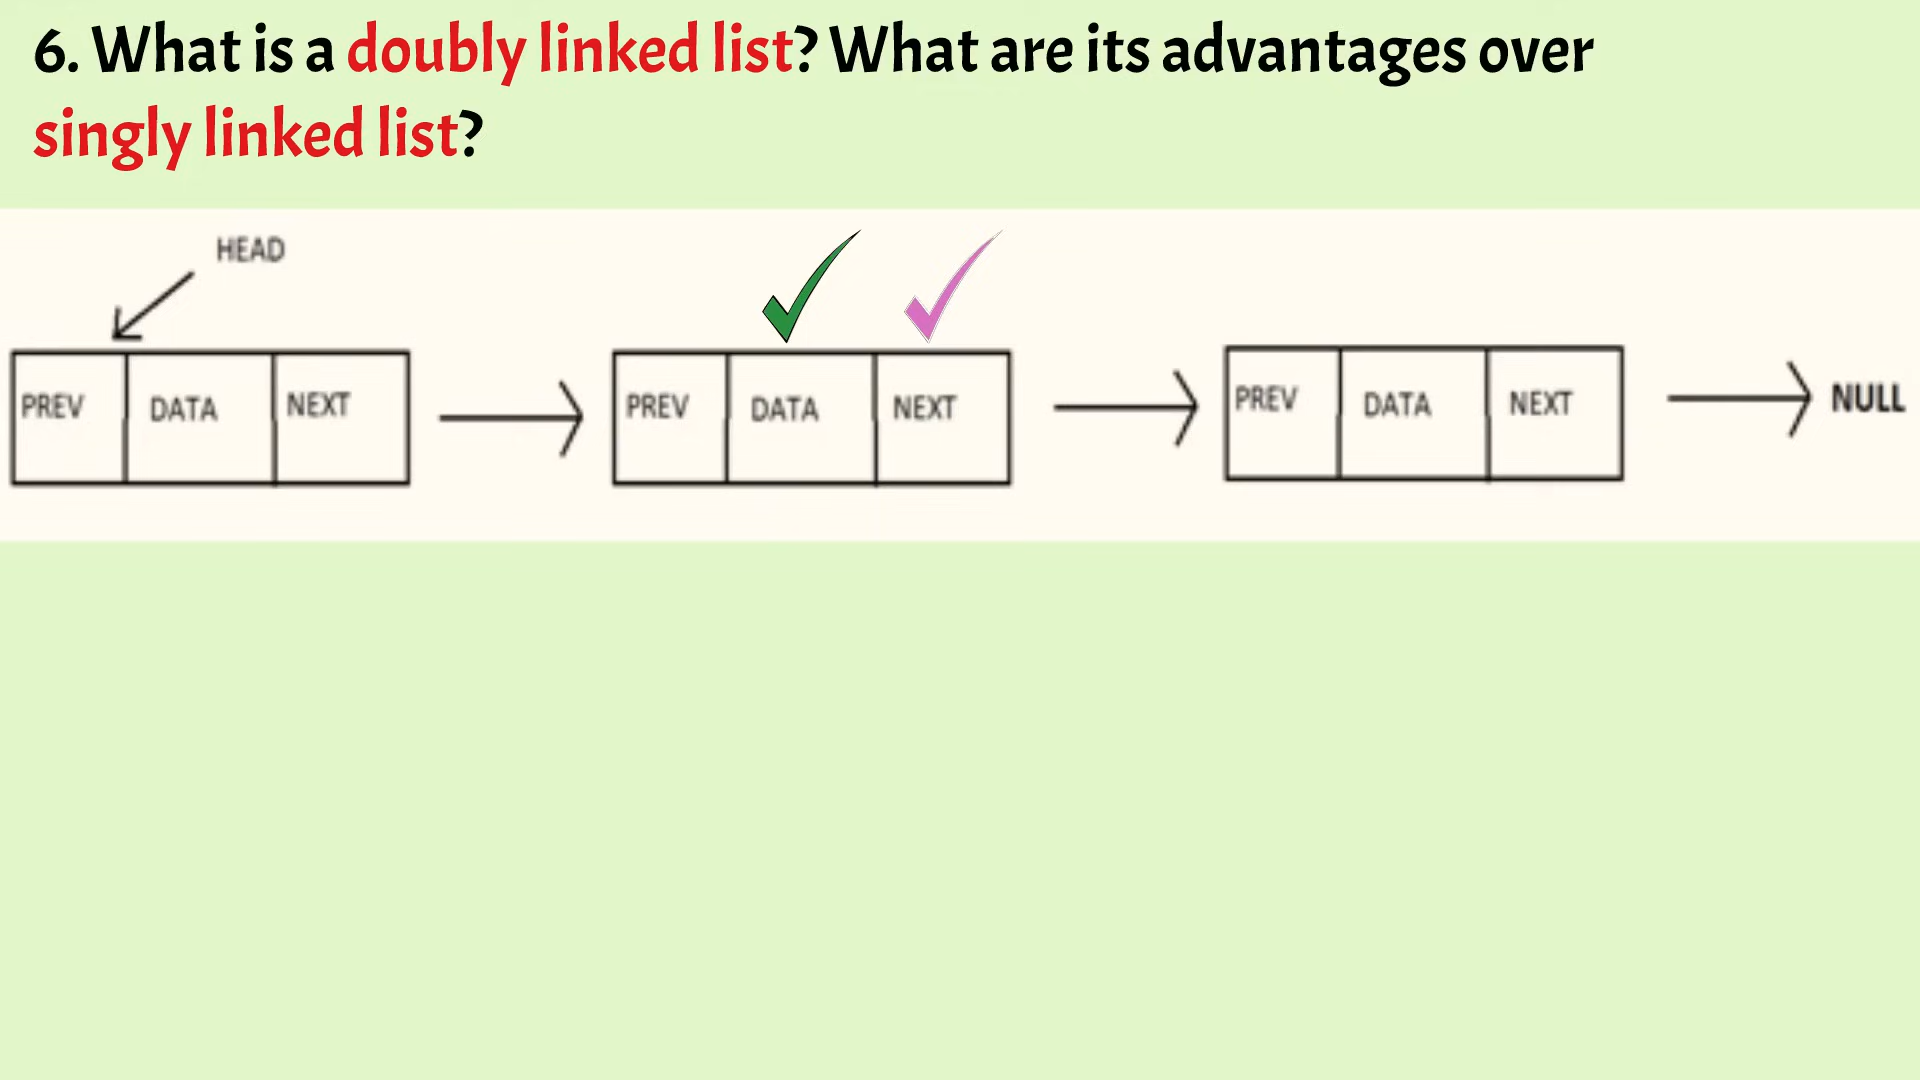 6. What is a doubly linked list? What are its advantages over
singly linked list?
HEAD
PREV DATA NEXT PREV DATA NEXT PREV DATA NEXT NULL